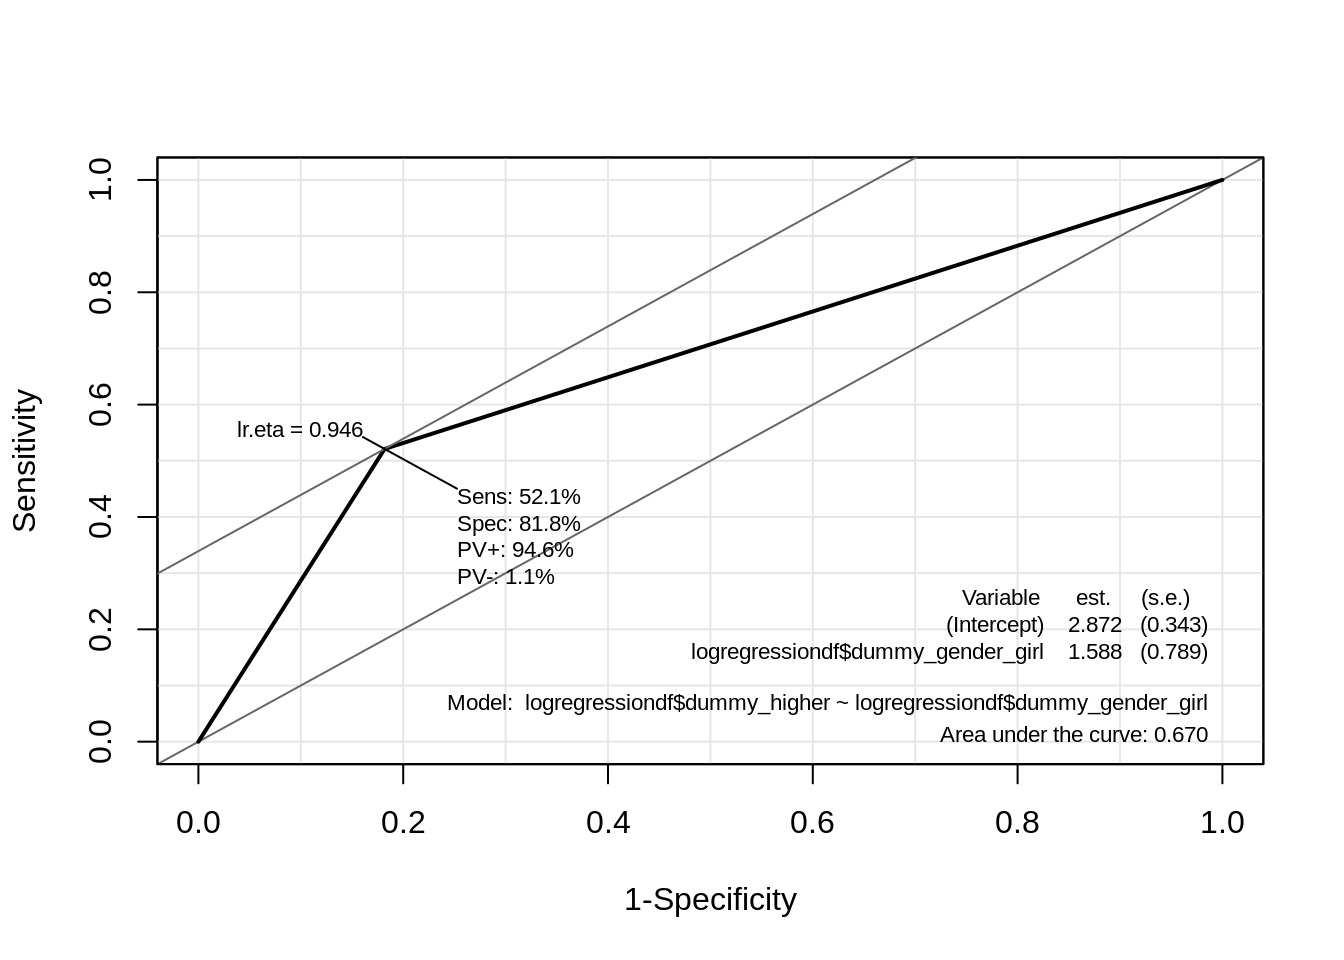 1.0
0.8
0.6
0.4
0.2
0.0
Sensitivity
lr.eta = 0.946
Sens: 52.1%
Spec: 81.8%
PV+: 94.6%
PV-: 1.1%
Variable est. (s.e.)
(Intercept) 2.872 (0.343)
logregressiondf$dummy_gender_girl 1.588 (0.789)
Model: logregressiondf$dummy_higher ~ logregressiondf$dummy_gender_girl
Area under the curve: 0.670
0.0 0.2 0.4 0.6 0.8 1.0
1-Specificity